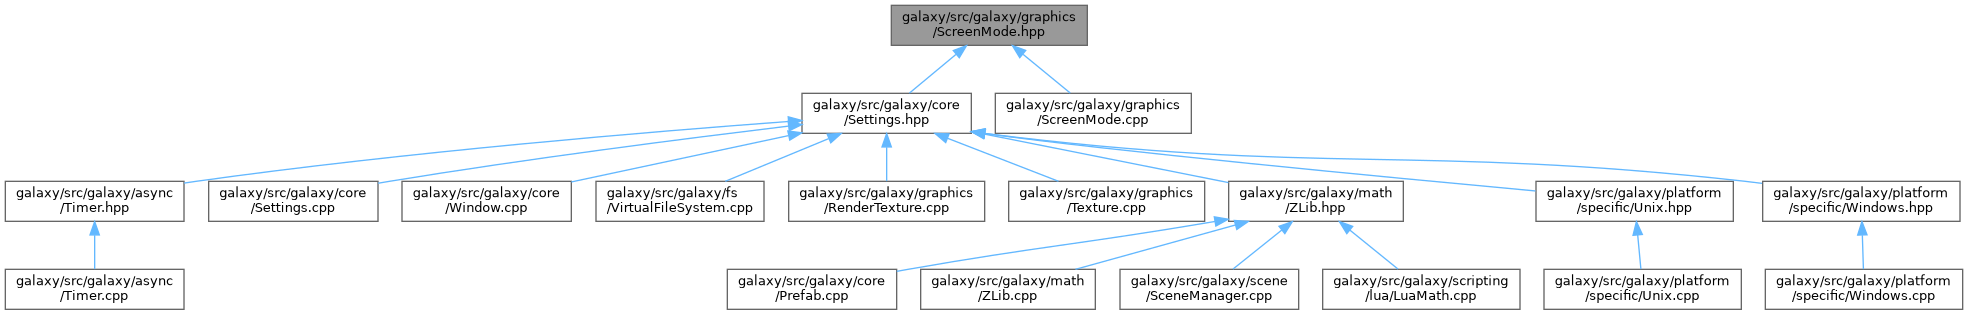 galaxy/src/galaxy/graphics
/ScreenMode.hpp
galaxy/src/galaxy/core
/Settings.hpp
galaxy/src/galaxy/graphics
/ScreenMode.cpp
galaxy/src/galaxy/async
/Timer.hpp
galaxy/src/galaxy/core
/Settings.cpp
galaxy/src/galaxy/core
/Window.cpp
galaxy/src/galaxy/fs
/VirtualFileSystem.cpp
galaxy/src/galaxy/graphics
/RenderTexture.cpp
galaxy/src/galaxy/graphics
/Texture.cpp
galaxy/src/galaxy/math
/ZLib.hpp
galaxy/src/galaxy/platform
/specific/Unix.hpp
galaxy/src/galaxy/platform
/specific/Windows.hpp
galaxy/src/galaxy/async
/Timer.cpp
galaxy/src/galaxy/core
/Prefab.cpp
galaxy/src/galaxy/math
/ZLib.cpp
galaxy/src/galaxy/scene
/SceneManager.cpp
galaxy/src/galaxy/scripting
/lua/LuaMath.cpp
galaxy/src/galaxy/platform
/specific/Unix.cpp
galaxy/src/galaxy/platform
/specific/Windows.cpp